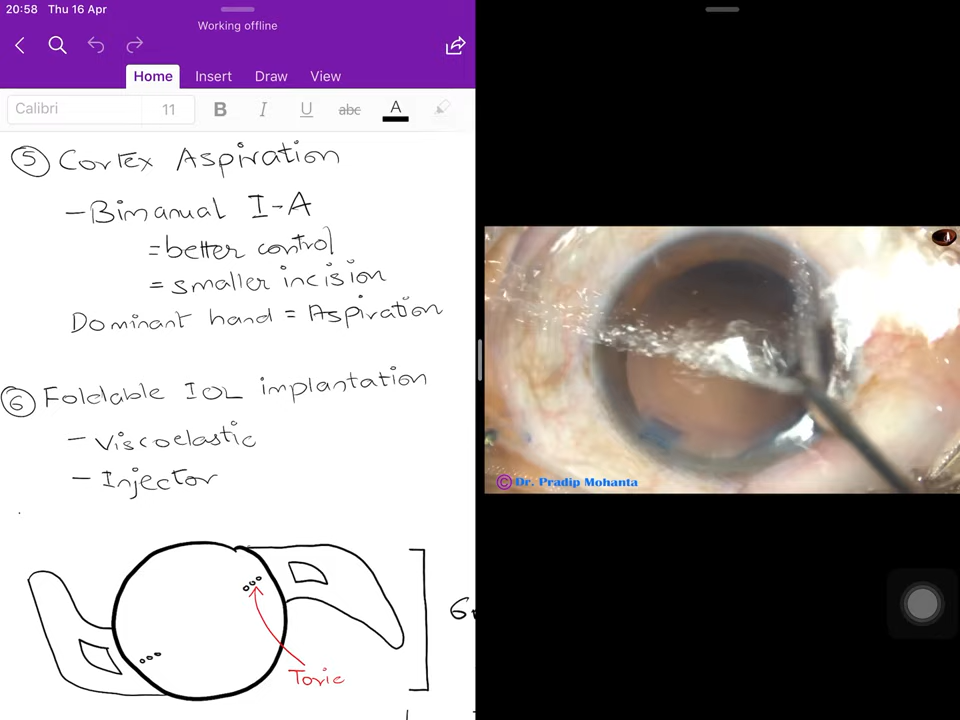 20:58 Thu 16 Apr
Working offline
Home Insert Draw View
Calibri 11 B I U abc A
5 Cortex Aspiration
- Bimanual I-A
= better control
= smaller incision
Dominant hand = Aspiration
6 Foldable IOL implantation
- Viscoelastic
- Injector
Toric
© Dr. Pradip Mohanta